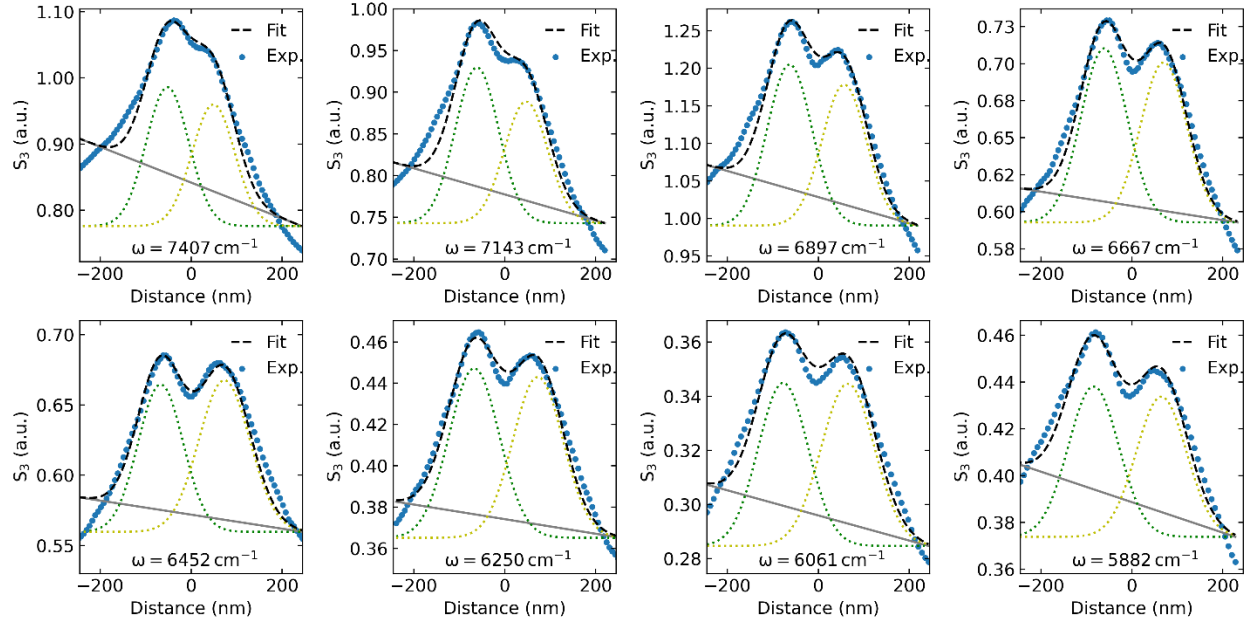 S₃ (a.u.)
1.10
1.00
0.90
0.80
Fit
Exp.
ω = 7407 cm⁻¹
−200 0 200
Distance (nm)
1.00
0.95
0.90
0.85
0.80
0.75
0.70
S₃ (a.u.)
Fit
Exp.
ω = 7143 cm⁻¹
−200 0 200
Distance (nm)
1.25
1.20
1.15
1.10
1.05
1.00
0.95
S₃ (a.u.)
Fit
Exp.
ω = 6897 cm⁻¹
−200 0 200
Distance (nm)
0.73
0.70
0.68
0.65
0.62
0.60
0.58
S₃ (a.u.)
Fit
Exp.
ω = 6667 cm⁻¹
−200 0 200
Distance (nm)
0.70
0.65
0.60
0.55
S₃ (a.u.)
Fit
Exp.
ω = 6452 cm⁻¹
−200 0 200
Distance (nm)
0.46
0.44
0.42
0.40
0.38
0.36
S₃ (a.u.)
Fit
Exp.
ω = 6250 cm⁻¹
−200 0 200
Distance (nm)
0.36
0.34
0.32
0.30
0.28
S₃ (a.u.)
Fit
Exp.
ω = 6061 cm⁻¹
−200 0 200
Distance (nm)
0.46
0.44
0.42
0.40
0.38
0.36
S₃ (a.u.)
Fit
Exp.
ω = 5882 cm⁻¹
−200 0 200
Distance (nm)